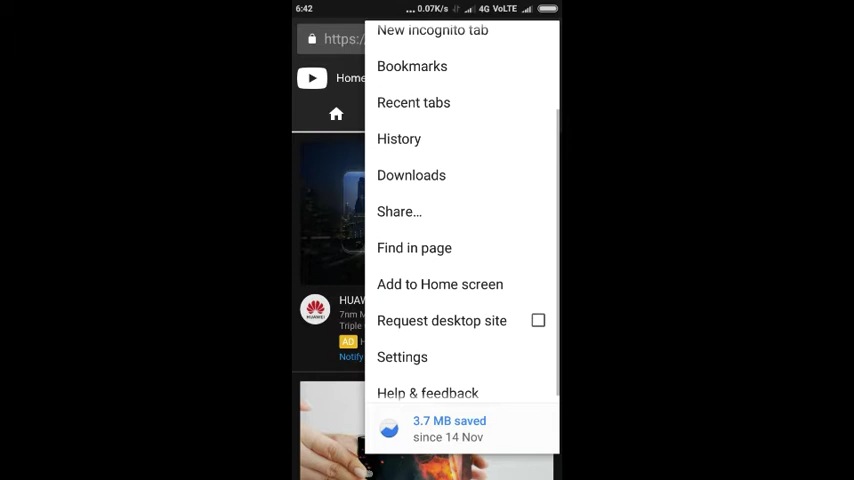 6:42
... 0.07K/s
4G VoLTE
https:/
Home
New incognito tab
Bookmarks
Recent tabs
History
Downloads
Share...
Find in page
Add to Home screen
Request desktop site
Settings
Help & feedback
3.7 MB saved
since 14 Nov
HUAW
7nm
Triple
AD
Notify